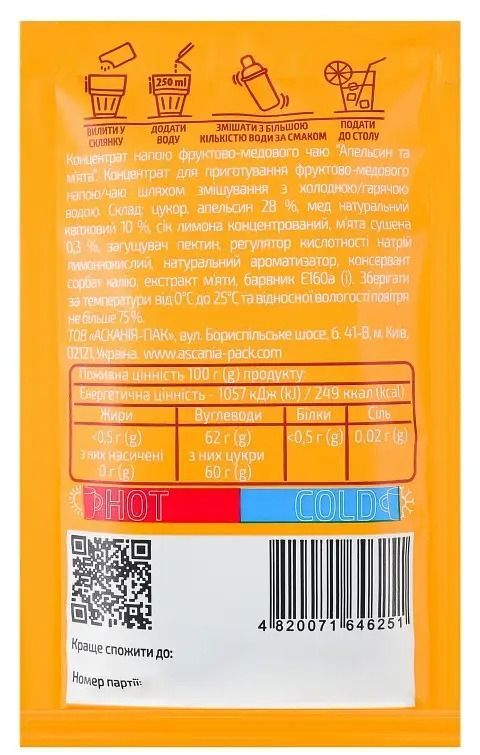 250 ml
ВИЛИТИ У СКЛЯНКУ
ДОДАТИ ВОДУ
ЗМІШАТИ З БІЛЬШОЮ КІЛЬКІСТЮ ВОДИ ЗА СМАКОМ
ПОДАТИ ДО СТОЛУ
Концентрат напою фруктово-медового чаю "Апельсин та
м'ята". Концентрат для приготування фруктово-медового
напою/чаю шляхом змішування з холодною/гарячою
водою. Склад: цукор, апельсин 28 %, мед натуральний
квітковий 10 %, сік лимона концентрований, м'ята сушена
0,3 %, загущувач пектин, регулятор кислотності натрій
лимоннокислий, натуральний ароматизатор, консервант
сорбат калію, екстракт м'яти, барвник Е160а (i). Зберігати
за температури від 0°С до 25°С та відносної вологості повітря
не більше 75 %.
ТОВ «АСКАНІЯ-ПАК», вул. Бориспільське шосе, б. 41-В, м. Київ,
02121, Україна. www.ascania-pack.com
Поживна цінність 100 г (g) продукту:
Енергетична цінність - 1057 кДж (kJ) / 249 ккал (kcal)
Жири Вуглеводи Білки Сіль
<0,5 г (g) 62 г (g) <0,5 г (g) 0,02 г (g)
з них насичені з них цукри
0 г (g) 60 г (g)
HOT COLD
4 820071 646251
Краще спожити до:
Номер партії: